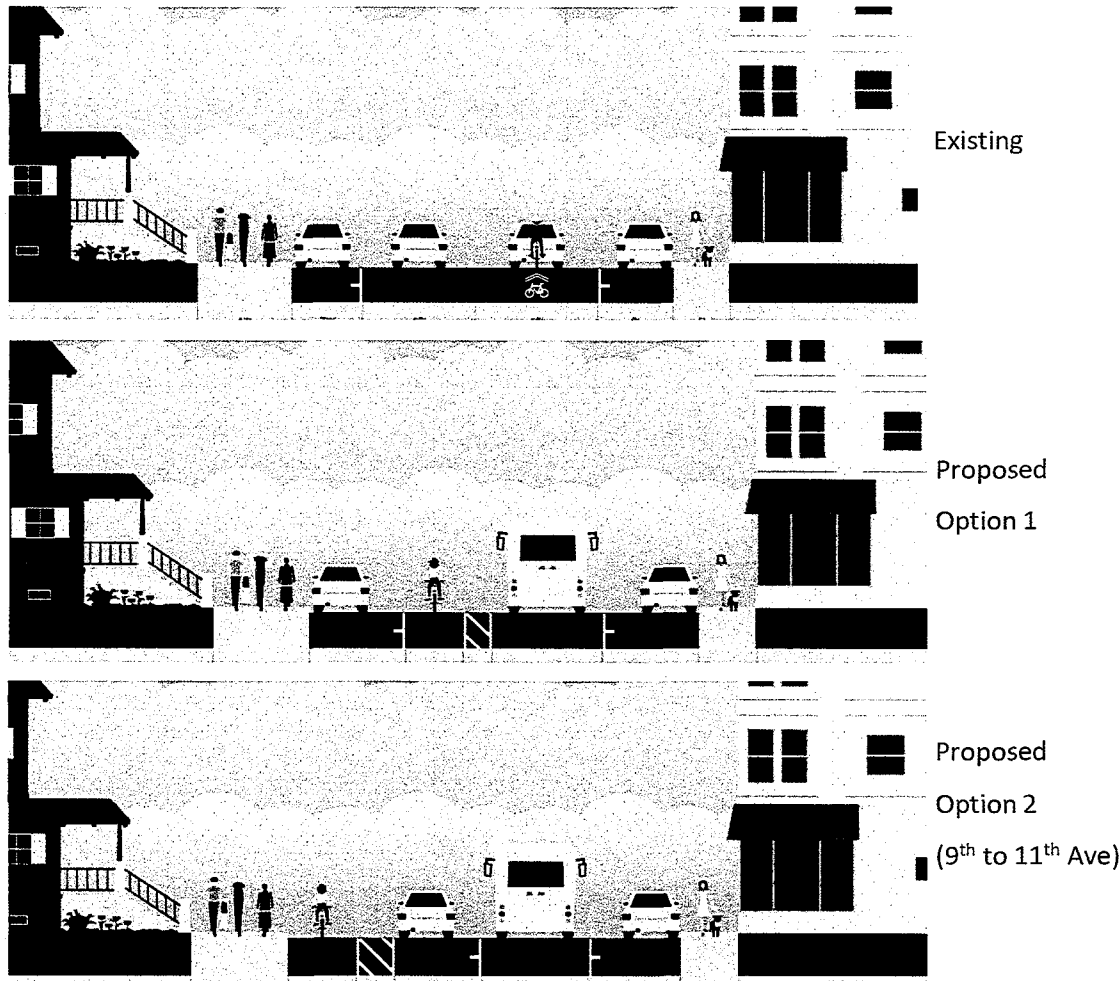 Existing
Proposed
Option 1
Proposed
Option 2
(9th to 11th Ave)